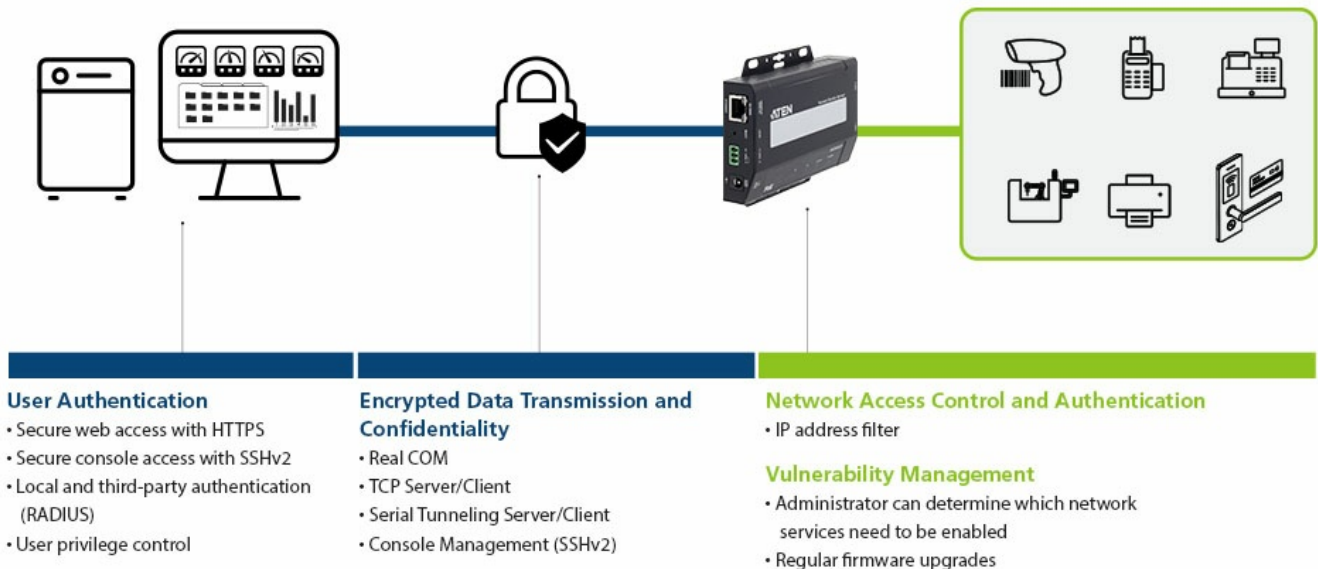 ATEN
User Authentication
• Secure web access with HTTPS
• Secure console access with SSHv2
• Local and third-party authentication
(RADIUS)
• User privilege control
Encrypted Data Transmission and
Confidentiality
• Real COM
• TCP Server/Client
• Serial Tunneling Server/Client
• Console Management (SSHv2)
Network Access Control and Authentication
• IP address filter
Vulnerability Management
• Administrator can determine which network
services need to be enabled
• Regular firmware upgrades